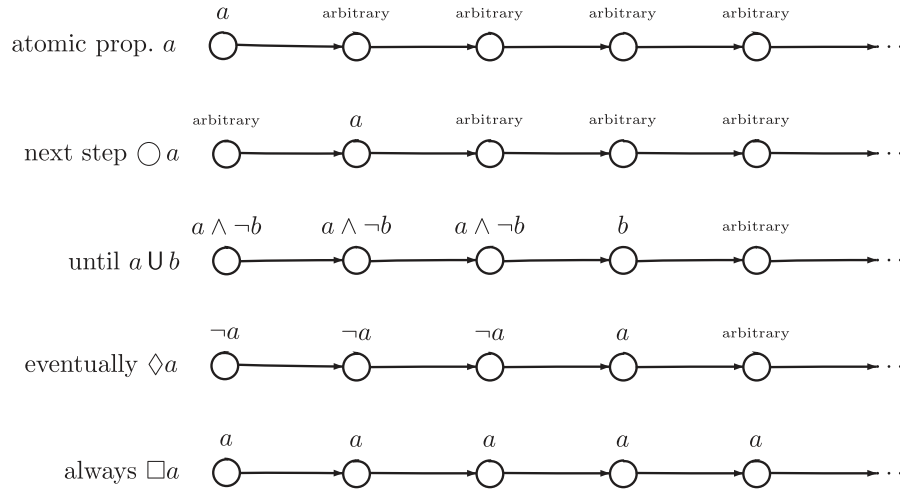 a arbitrary arbitrary arbitrary arbitrary
atomic prop. a ··
arbitrary a arbitrary arbitrary arbitrary
next step ◯ a ··
a ∧ ¬b a ∧ ¬b a ∧ ¬b b arbitrary
until a U b ··
¬a ¬a ¬a a arbitrary
eventually ◇a ··
a a a a a
always □a ··